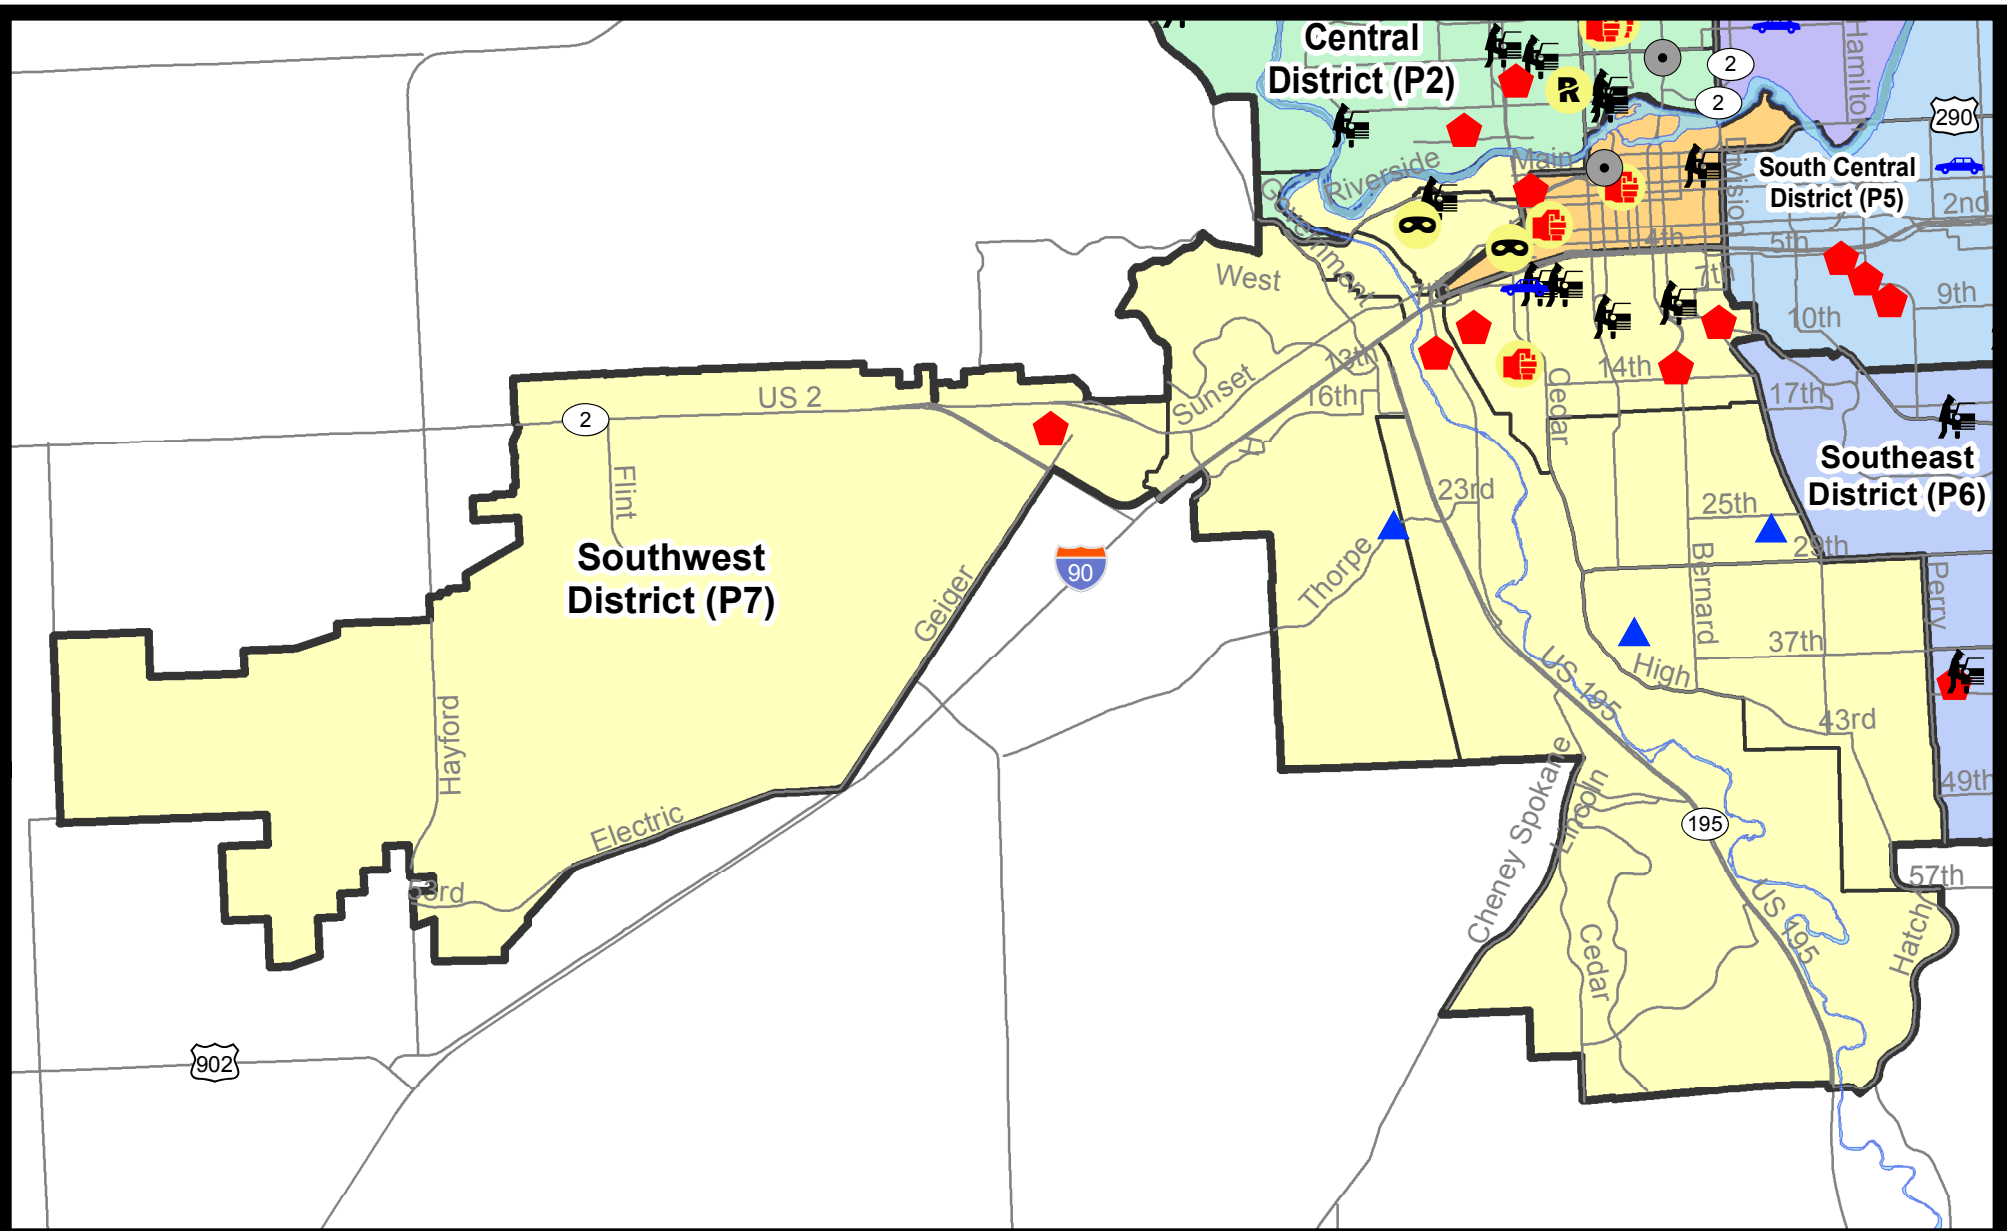 Central
District (P2)
Hamilton
2
2
290
R
Riverside
Main
Division
South Central
District (P5)
Government
2nd
4th
5th
West
7th
7th
9th
10th
13th
14th
Sunset
16th
17th
Cedar
US 2
2
Flint
Southeast
District (P6)
23rd
25th
29th
Southwest
District (P7)
90
Thorpe
Geiger
Bernard
Perry
37th
High
US 195
43rd
Hayford
49th
Cheney Spokane
Lincoln
195
Electric
53rd
57th
US 195
Hatch
Cedar
902